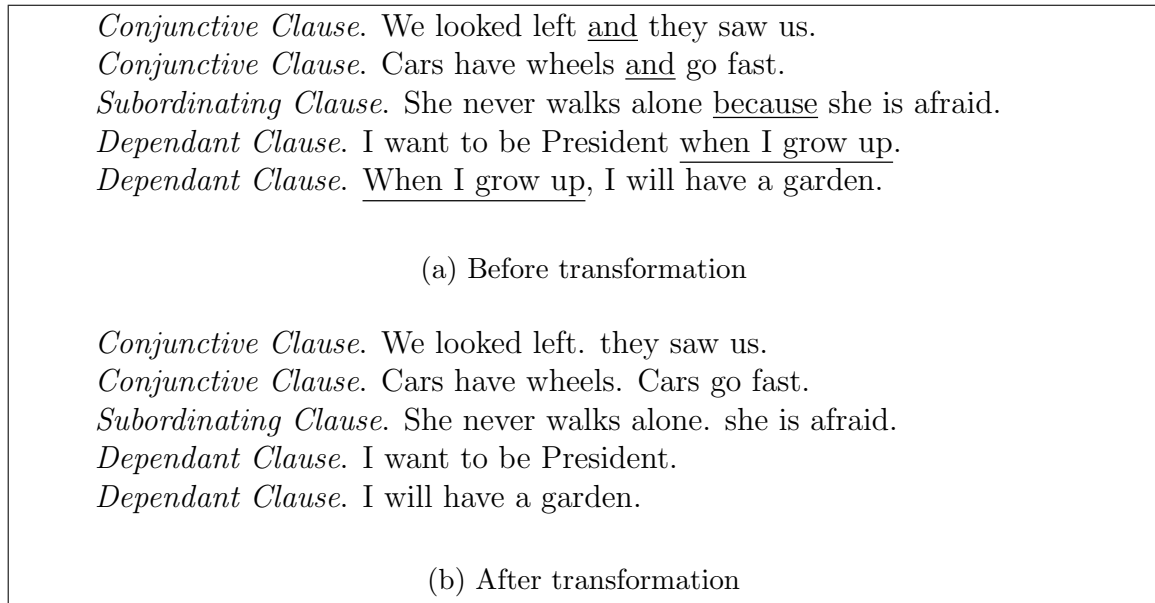 Conjunctive Clause. We looked left and they saw us.
Conjunctive Clause. Cars have wheels and go fast.
Subordinating Clause. She never walks alone because she is afraid.
Dependant Clause. I want to be President when I grow up.
Dependant Clause. When I grow up, I will have a garden.
(a) Before transformation
Conjunctive Clause. We looked left. they saw us.
Conjunctive Clause. Cars have wheels. Cars go fast.
Subordinating Clause. She never walks alone. she is afraid.
Dependant Clause. I want to be President.
Dependant Clause. I will have a garden.
(b) After transformation